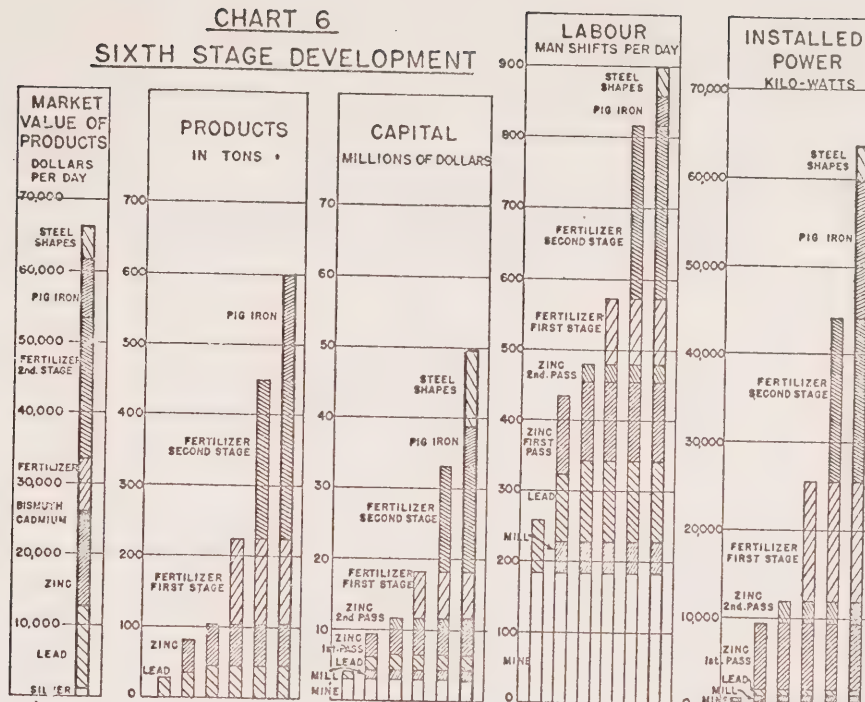 CHART 6
SIXTH STAGE DEVELOPMENT
MARKET
VALUE OF
PRODUCTS
DOLLARS
PER DAY
70,000
STEEL
SHAPES
60,000
PIG IRON
50,000
FERTILIZER
2nd. STAGE
40,000
FERTILIZER
30,000
BISMUTH
CADMIUM
20,000
ZINC
10,000
LEAD
SILVER
PRODUCTS
IN TONS
700
600
PIG IRON
500
400
FERTILIZER
SECOND STAGE
300
200
FERTILIZER
FIRST STAGE
100
ZINC
LEAD
0
CAPITAL
MILLIONS OF DOLLARS
70
60
50
STEEL
SHAPES
40
PIG IRON
30
FERTILIZER
SECOND STAGE
20
FERTILIZER
FIRST STAGE
ZINC
2nd PASS
10
ZINC
1st. PASS
LEAD
MILL
MINE
0
LABOUR
MAN SHIFTS PER DAY
900
STEEL
SHAPES
PIG IRON
800
700
FERTILIZER
SECOND STAGE
600
FERTILIZER
FIRST STAGE
500
ZINC
2nd. PASS
400
ZINC
FIRST
PASS
300
LEAD
MILL
200
100
MINE
0
INSTALLED
POWER
KILO-WATTS
70,000
STEEL
SHAPES
60,000
PIG IRON
50,000
40,000
FERTILIZER
SECOND STAGE
30,000
20,000
FERTILIZER
FIRST STAGE
ZINC
2nd. PASS
10,000
ZINC
1st. PASS
LEAD
MILL
MINE
0